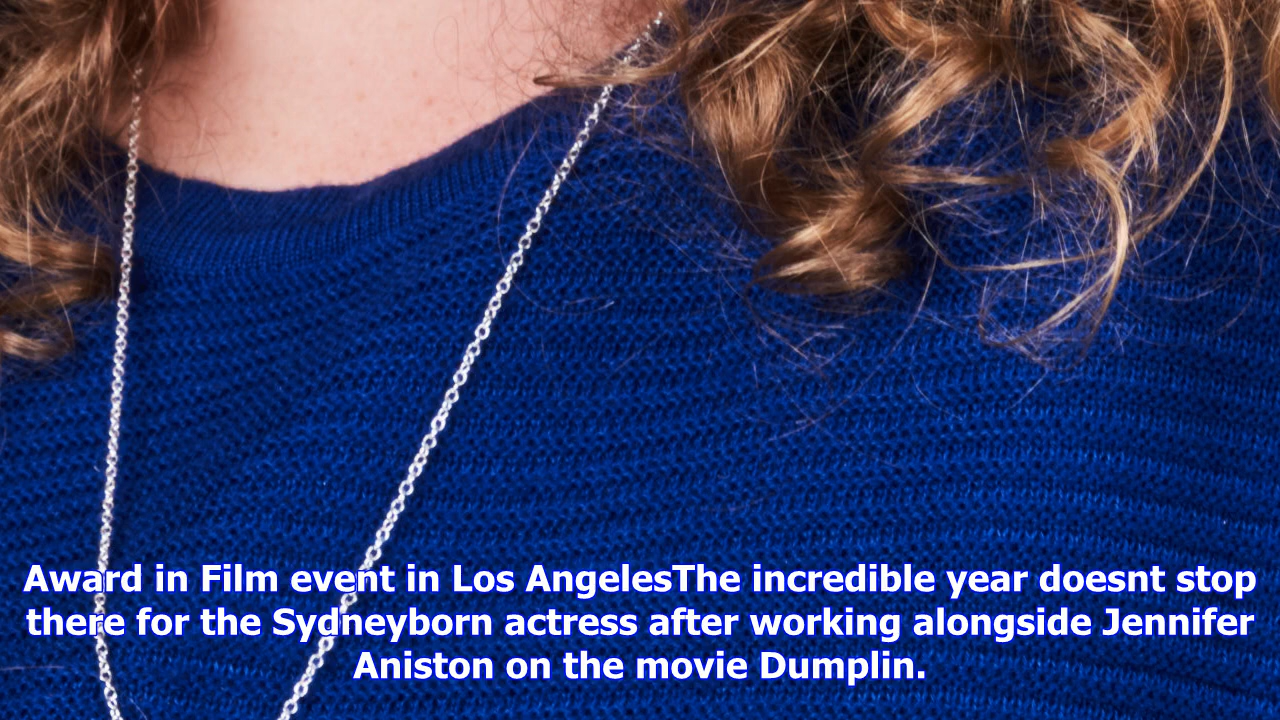 Award in Film event in Los AngelesThe incredible year doesnt stop
there for the Sydneyborn actress after working alongside Jennifer
Aniston on the movie Dumplin.